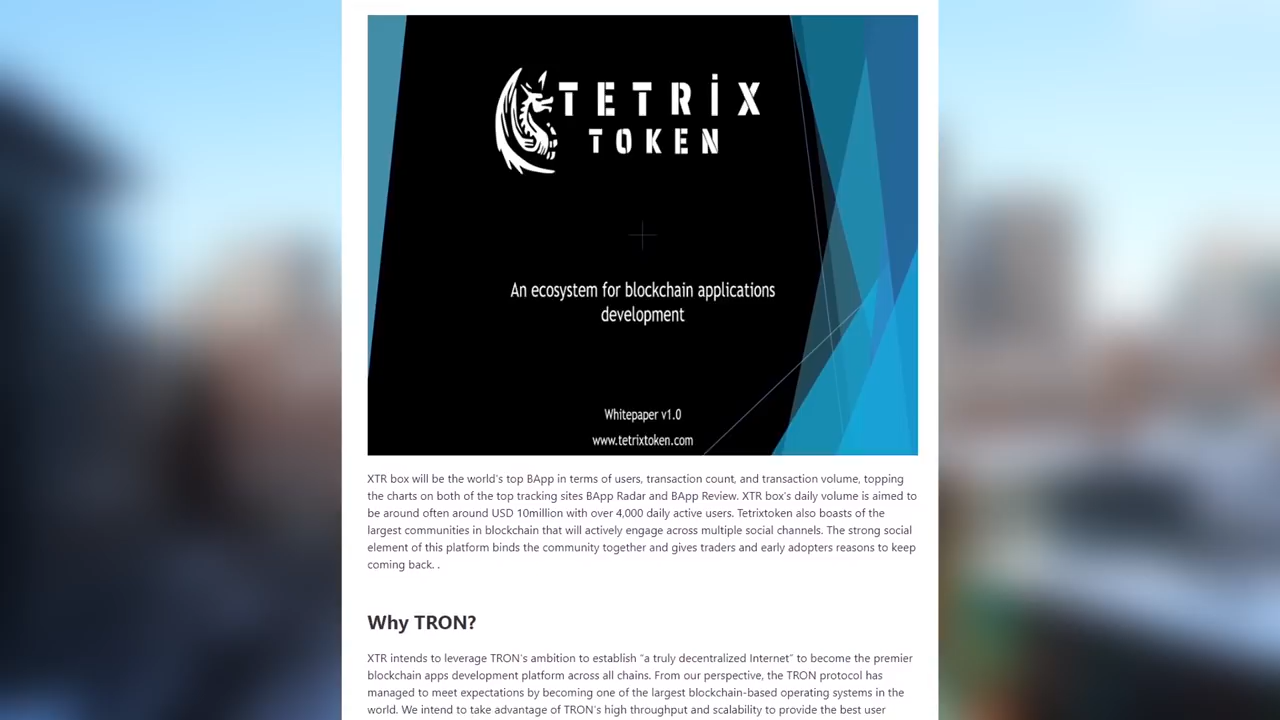 TETRİX
TOKEN
An ecosystem for blockchain applications
development
Whitepaper v1.0
www.tetrixtoken.com
XTR box will be the world's top BApp in terms of users, transaction count, and transaction volume, topping
the charts on both of the top tracking sites BApp Radar and BApp Review. XTR box's daily volume is aimed to
be around often around USD 10million with over 4,000 daily active users. Tetrixtoken also boasts of the
largest communities in blockchain that will actively engage across multiple social channels. The strong social
element of this platform binds the community together and gives traders and early adopters reasons to keep
coming back. .
Why TRON?
XTR intends to leverage TRON's ambition to establish “a truly decentralized Internet” to become the premier
blockchain apps development platform across all chains. From our perspective, the TRON protocol has
managed to meet expectations by becoming one of the largest blockchain-based operating systems in the
world. We intend to take advantage of TRON's high throughput and scalability to provide the best user